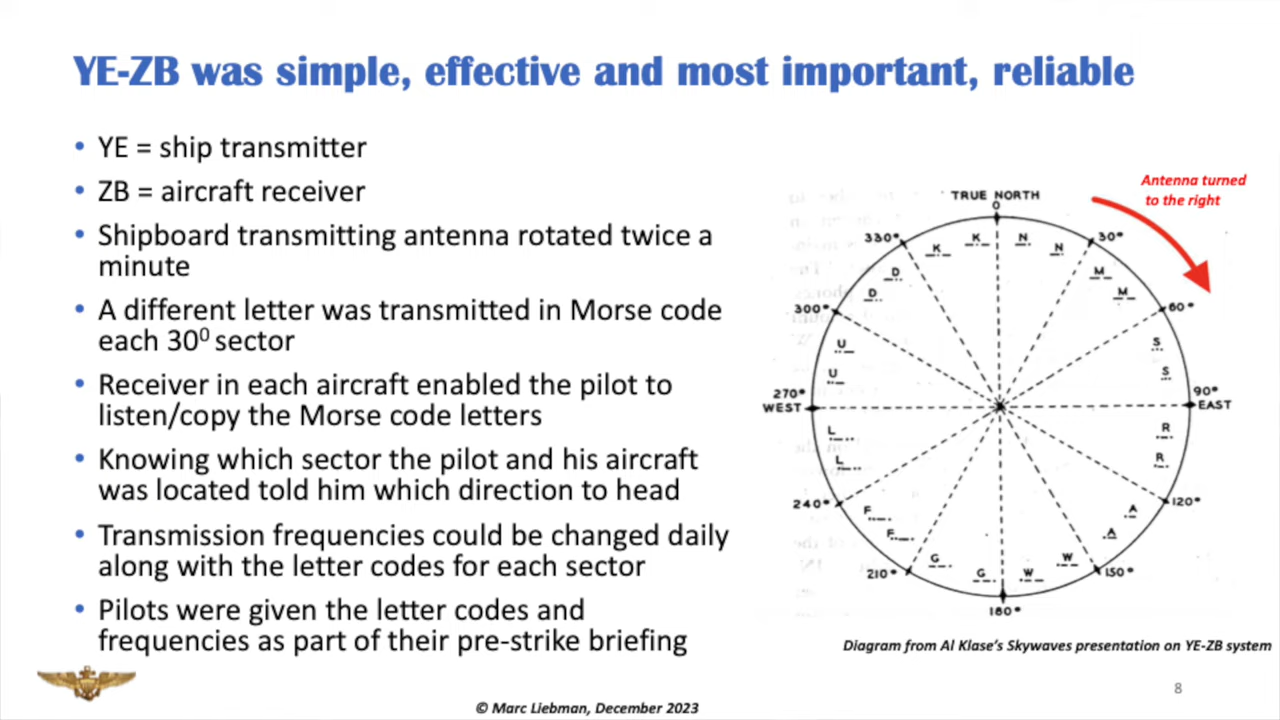 YE-ZB was simple, effective and most important, reliable
• YE = ship transmitter
• ZB = aircraft receiver
• Shipboard transmitting antenna rotated twice a
minute
• A different letter was transmitted in Morse code
each 30⁰ sector
• Receiver in each aircraft enabled the pilot to
listen/copy the Morse code letters
• Knowing which sector the pilot and his aircraft
was located told him which direction to head
• Transmission frequencies could be changed daily
along with the letter codes for each sector
• Pilots were given the letter codes and
frequencies as part of their pre-strike briefing
Antenna turned
to the right
TRUE NORTH
0
330°
K K N N
30°
D D
M M
300°
60°
U U
S S
270°
WEST
90°
EAST
L L
R R
240°
120°
F F
A A
G G W W
210°
150°
180°
Diagram from Al Klase's Skywaves presentation on YE-ZB system
8
© Marc Liebman, December 2023